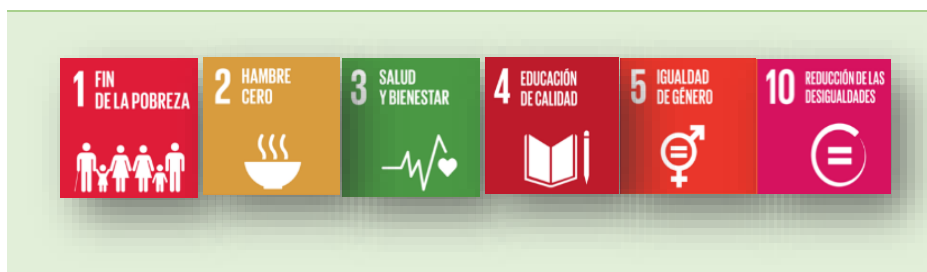 1 FIN
DE LA POBREZA
2 HAMBRE
CERO
3 SALUD
Y BIENESTAR
4 EDUCACIÓN
DE CALIDAD
5 IGUALDAD
DE GÉNERO
10 REDUCCIÓN DE LAS
DESIGUALDADES